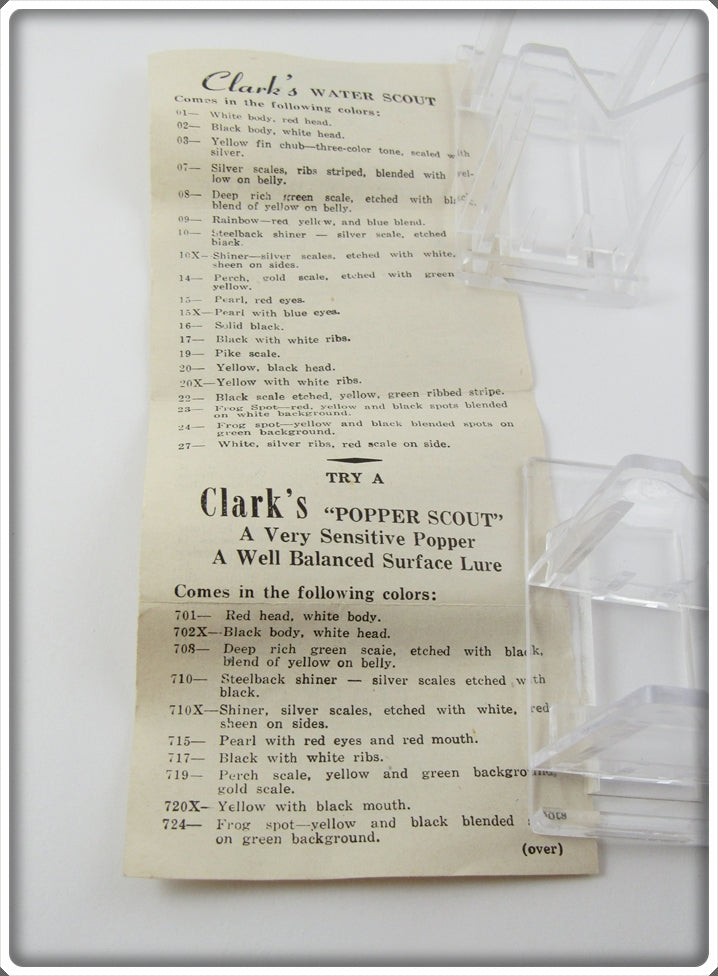 Clark's WATER SCOUT
Comes in the following colors:
01— White body, red head.
02— Black body, white head.
03— Yellow fin chub—three-color tone, scaled with
silver.
07— Silver scales, ribs striped, blended with yel-
low on belly.
08— Deep rich green scale, etched with black,
blend of yellow on belly.
09— Rainbow—red yellow, and blue blend.
10— Steelback shiner — silver scale, etched
black.
10X—Shiner—silver scales, etched with white,
sheen on sides.
14— Perch, gold scale, etched with green
yellow.
15— Pearl, red eyes.
15X—Pearl with blue eyes.
16— Solid black.
17— Black with white ribs.
19— Pike scale.
20— Yellow, black head.
20X—Yellow with white ribs.
22— Black scale etched, yellow, green ribbed stripe.
23— Frog Spot—red, yellow and black spots blended
on white background.
24— Frog spot—yellow and black blended spots on
green background.
27— White, silver ribs, red scale on side.
TRY A
Clark's "POPPER SCOUT"
A Very Sensitive Popper
A Well Balanced Surface Lure
Comes in the following colors:
701— Red head, white body.
702X—Black body, white head.
708— Deep rich green scale, etched with black,
blend of yellow on belly.
710— Steelback shiner — silver scales etched with
black.
710X—Shiner, silver scales, etched with white, red
sheen on sides.
715— Pearl with red eyes and red mouth.
717— Black with white ribs.
719— Perch scale, yellow and green background,
gold scale.
720X— Yellow with black mouth.
724— Frog spot—yellow and black blended spots
on green background.
(over)